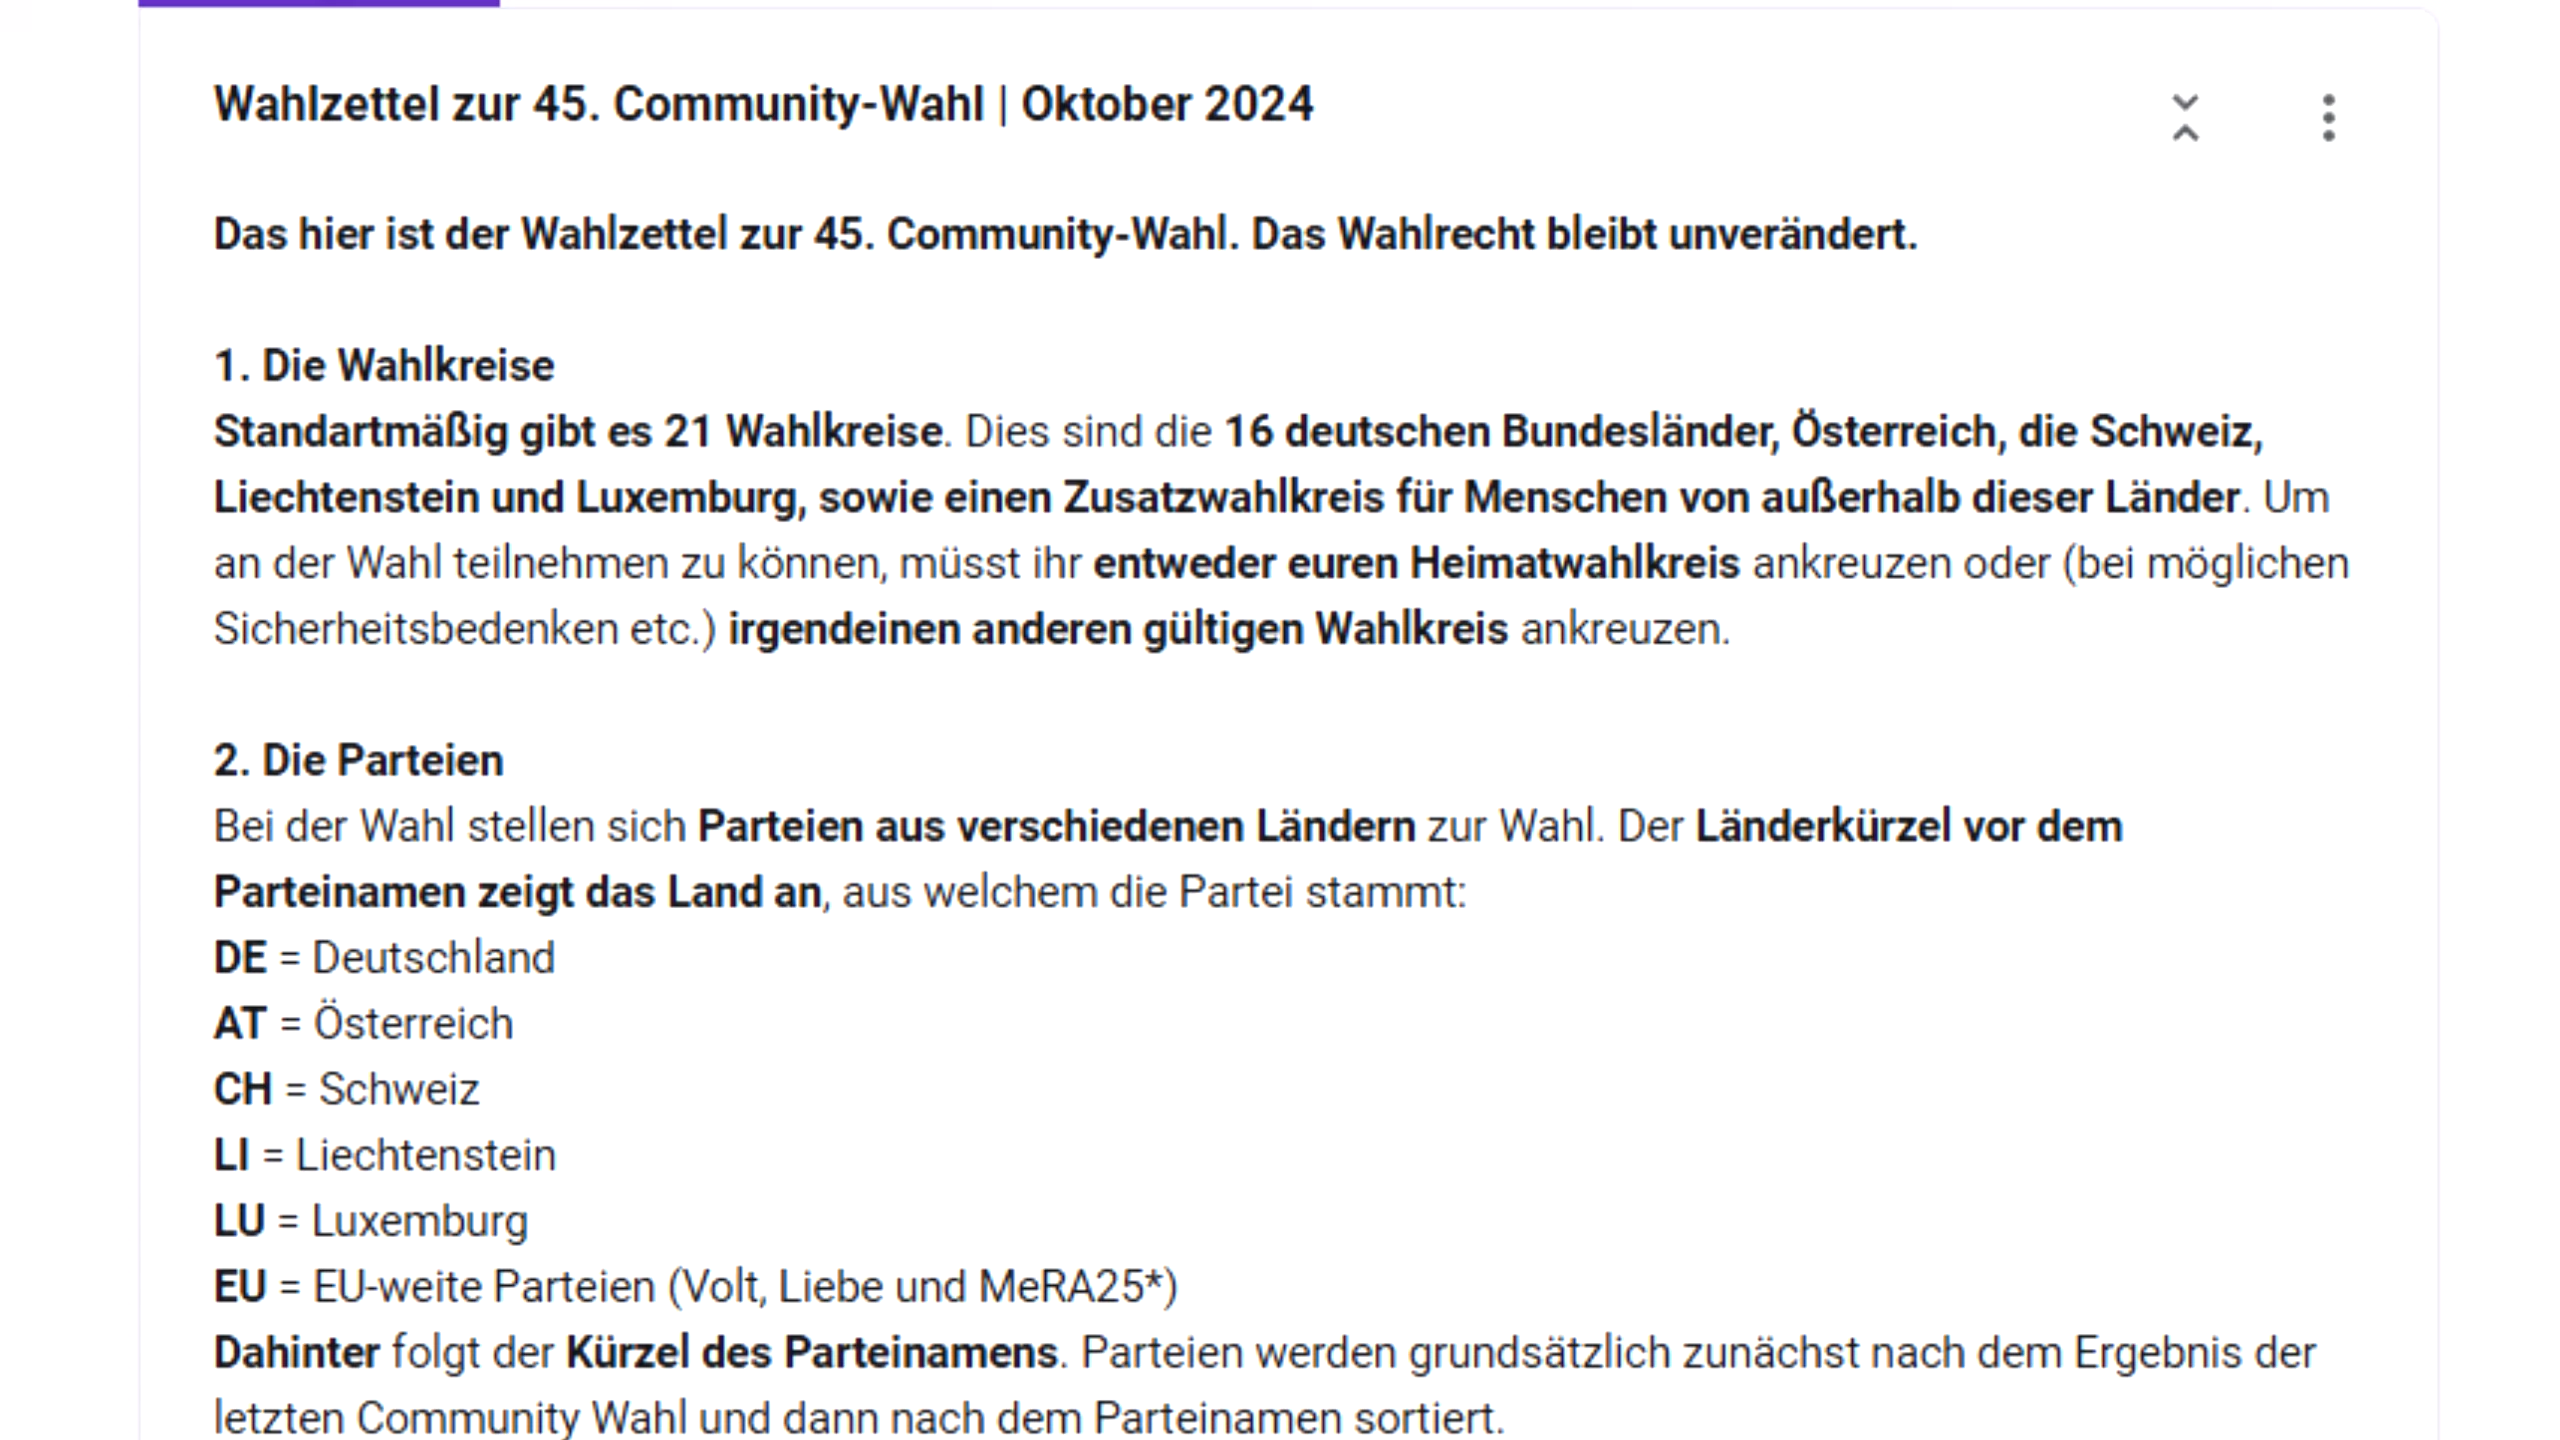 Wahlzettel zur 45. Community-Wahl | Oktober 2024
Das hier ist der Wahlzettel zur 45. Community-Wahl. Das Wahlrecht bleibt unverändert.
1. Die Wahlkreise
Standartmäßig gibt es 21 Wahlkreise. Dies sind die 16 deutschen Bundesländer, Österreich, die Schweiz,
Liechtenstein und Luxemburg, sowie einen Zusatzwahlkreis für Menschen von außerhalb dieser Länder. Um
an der Wahl teilnehmen zu können, müsst ihr entweder euren Heimatwahlkreis ankreuzen oder (bei möglichen
Sicherheitsbedenken etc.) irgendeinen anderen gültigen Wahlkreis ankreuzen.
2. Die Parteien
Bei der Wahl stellen sich Parteien aus verschiedenen Ländern zur Wahl. Der Länderkürzel vor dem
Parteinamen zeigt das Land an, aus welchem die Partei stammt:
DE = Deutschland
AT = Österreich
CH = Schweiz
LI = Liechtenstein
LU = Luxemburg
EU = EU-weite Parteien (Volt, Liebe und MeRA25*)
Dahinter folgt der Kürzel des Parteinamens. Parteien werden grundsätzlich zunächst nach dem Ergebnis der
letzten Community Wahl und dann nach dem Parteinamen sortiert.